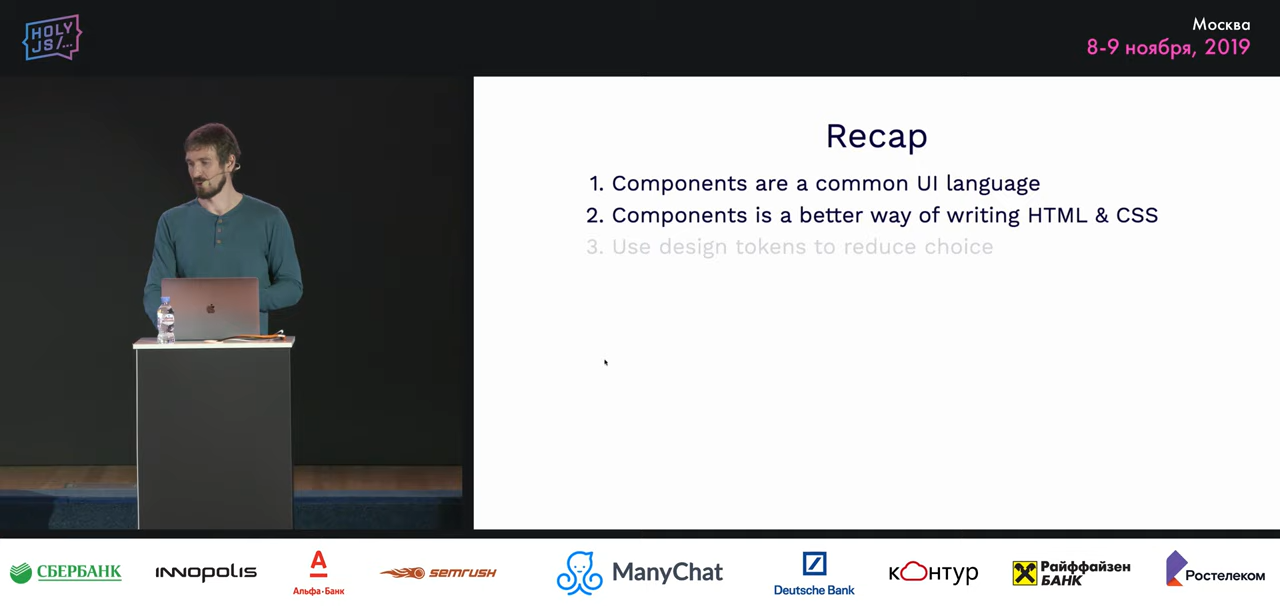 HOLY
JS/...
Москва
8-9 ноября, 2019
Recap
1. Components are a common UI language
2. Components is a better way of writing HTML & CSS
3. Use design tokens to reduce choice
СБЕРБАНК
INNOPOLIS
А
Альфа·Банк
semrush
ManyChat
Deutsche Bank
контур
Райффайзен
БАНК
Ростелеком